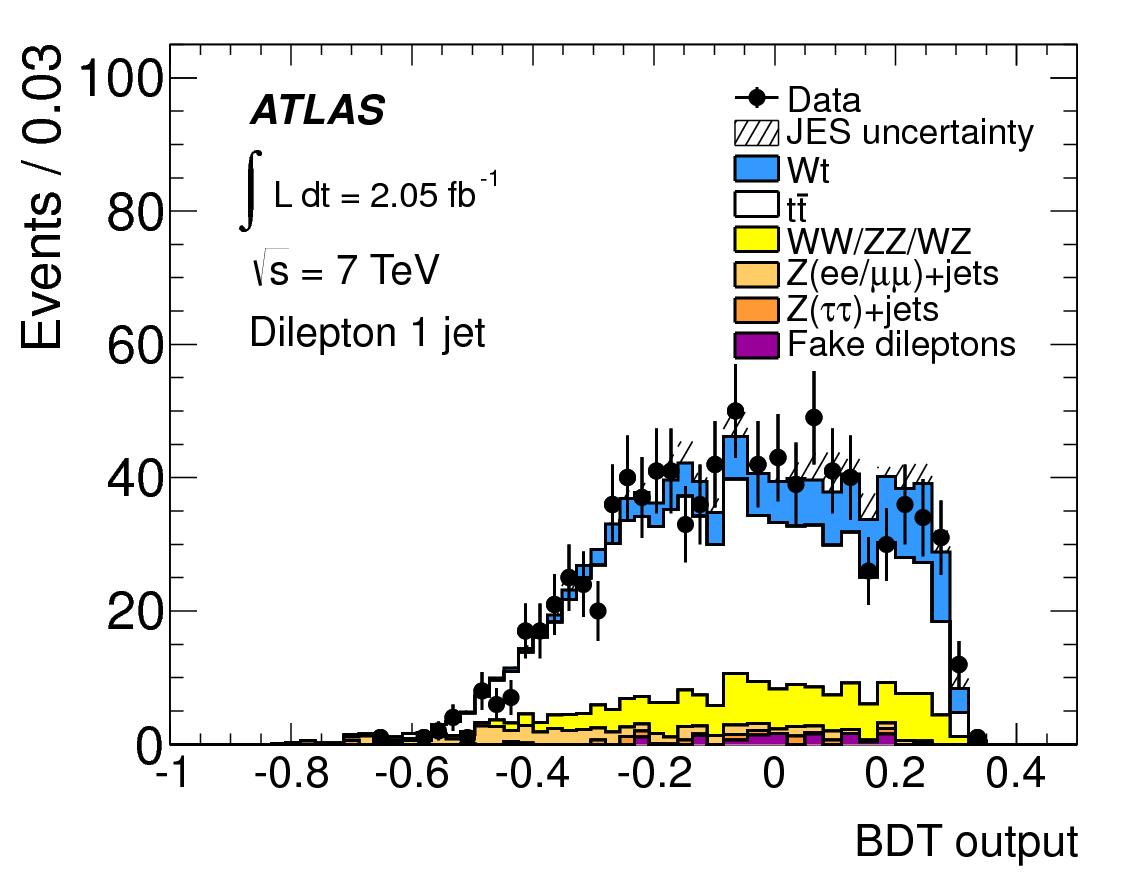 Events / 0.03
100
80
60
40
20
0
ATLAS
∫ L dt = 2.05 fb⁻¹
√s = 7 TeV
Dilepton 1 jet
Data
JES uncertainty
Wt
tt̄
WW/ZZ/WZ
Z(ee/μμ)+jets
Z(ττ)+jets
Fake dileptons
-1 -0.8 -0.6 -0.4 -0.2 0 0.2 0.4
BDT output